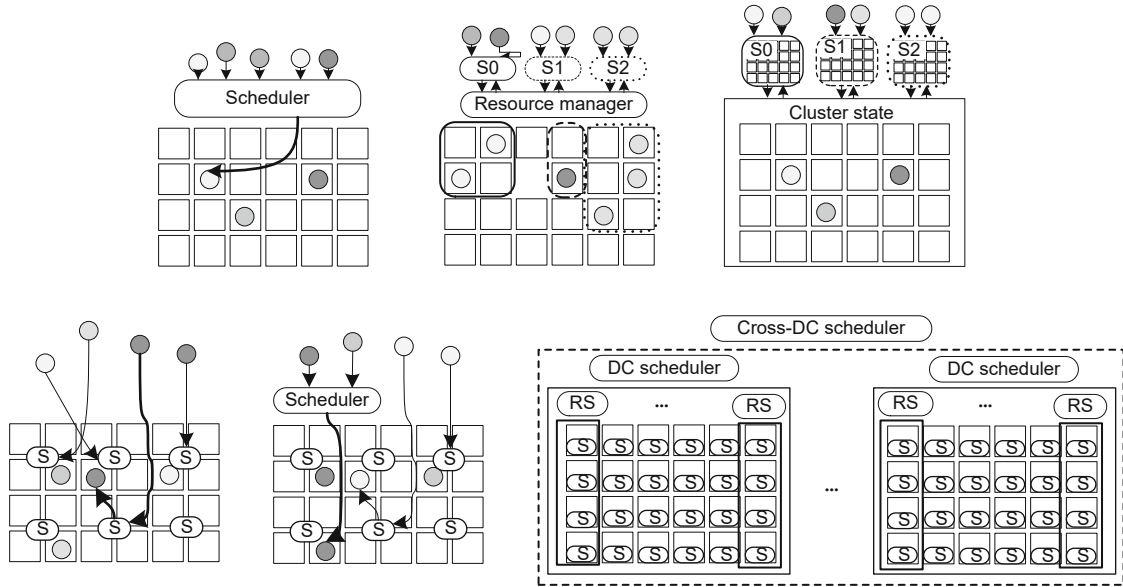 Scheduler
S0 S1 S2
Resource manager
S0 S1 S2
Cluster state
S S S
S S S
Scheduler
S S S
S S S
Cross-DC scheduler
DC scheduler DC scheduler
RS ... RS RS ... RS
S S S S S S S S S S S S
S S S S S S S S S S S S
...
S S S S S S S S S S S S
S S S S S S S S S S S S